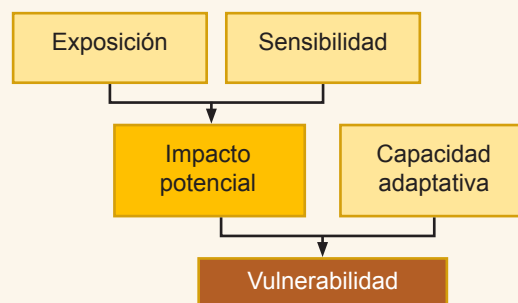 Exposición
Sensibilidad
Impacto
potencial
Capacidad
adaptativa
Vulnerabilidad